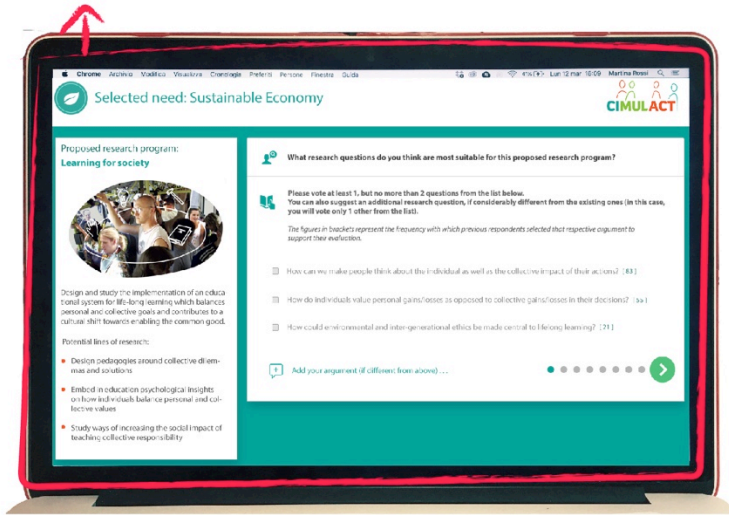 Chrome Archivio Modifica Visualizza Cronologia Preferiti Persone Finestra Guida 41% Lun 12 mar 16:09 Martina Rossi
Selected need: Sustainable Economy
CIMULACT
Proposed research program:
Learning for society
Design and study the implementation of an educa
tional system for life-long learning which balances
personal and collective goals and contributes to a
cultural shift towards enabling the common good.
Potential lines of research:
Design pedagogies around collective dilem-
mas and solutions
Embed in education psychological insights
on how individuals balance personal and col-
lective values
Study ways of increasing the social impact of
teaching collective responsibility
What research questions do you think are most suitable for this proposed research program?
Please vote at least 1, but no more than 2 questions from the list below.
You can also suggest an additional research question, if considerably different from the existing ones (in this case,
you will vote only 1 other from the list).
The figures in brackets represent the frequency with which previous respondents selected that respective argument to
support their evaluation.
How can we make people think about the individual as well as the collective impact of their actions? [83]
How do individuals value personal gains/losses as opposed to collective gains/losses in their decisions? [55]
How could environmental and inter-generational ethics be made central to lifelong learning? [21]
Add your argument (if different from above) ...